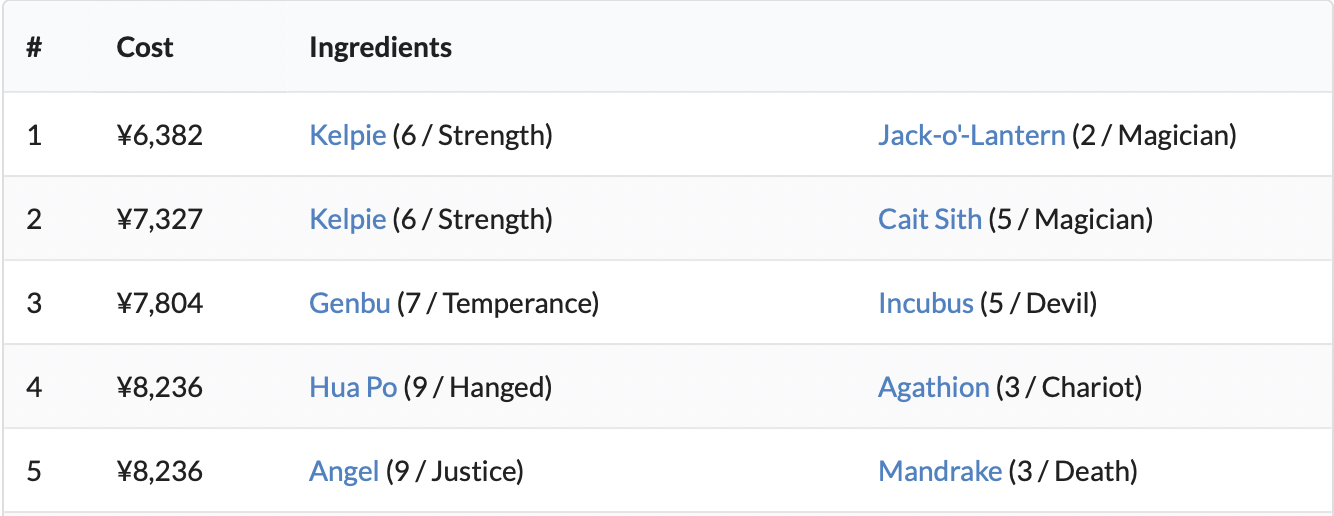 # Cost Ingredients
1 ¥6,382 Kelpie (6 / Strength) Jack-o'-Lantern (2 / Magician)
2 ¥7,327 Kelpie (6 / Strength) Cait Sith (5 / Magician)
3 ¥7,804 Genbu (7 / Temperance) Incubus (5 / Devil)
4 ¥8,236 Hua Po (9 / Hanged) Agathion (3 / Chariot)
5 ¥8,236 Angel (9 / Justice) Mandrake (3 / Death)